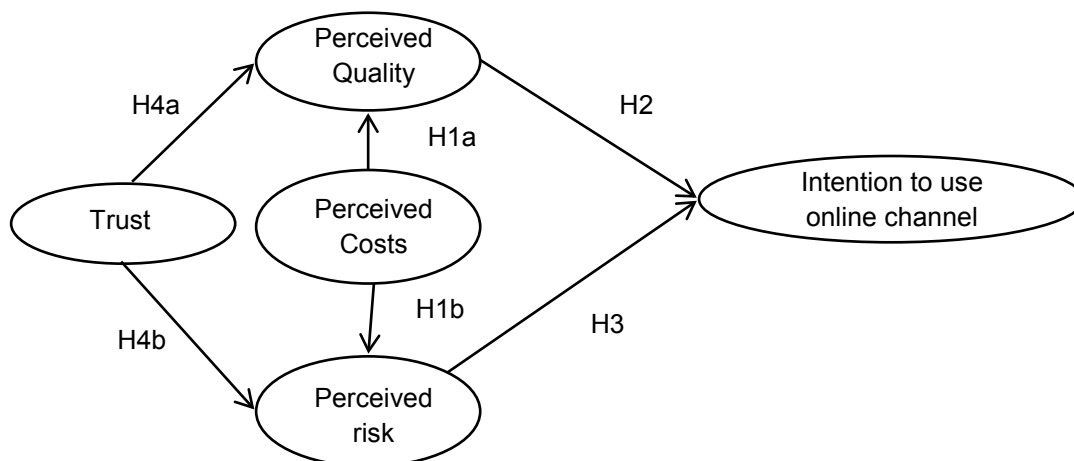 Perceived
Quality
H4a
H2
H1a
Trust
Perceived
Costs
Intention to use
online channel
H1b
H4b
H3
Perceived
risk